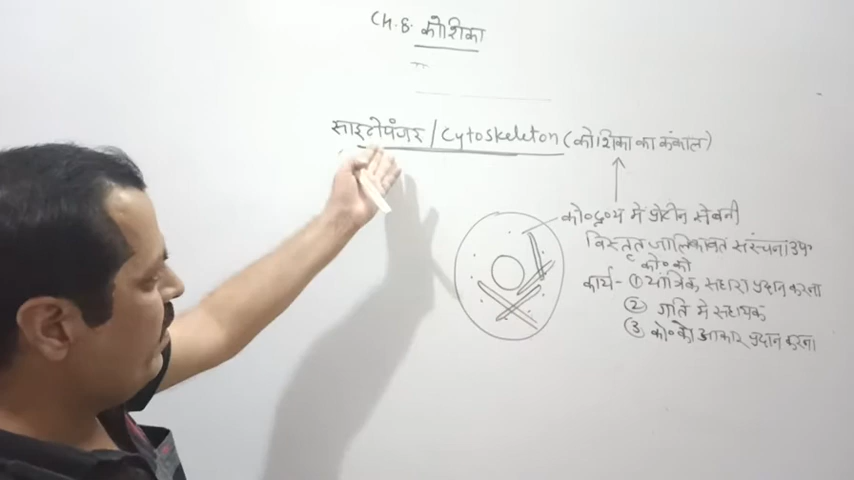 CH. 8. कोशिका
साइटोपंजर / Cytoskeleton (कोशिका का कंकाल)
को०द्रव्य में प्रोटीन से बनी
विस्तृत जालिकावत संरचना उप०
को० को
कार्य- ① यांत्रिक सहारा प्रदान करना
② गति मे सहायक
③ को० को आकार प्रदान करना